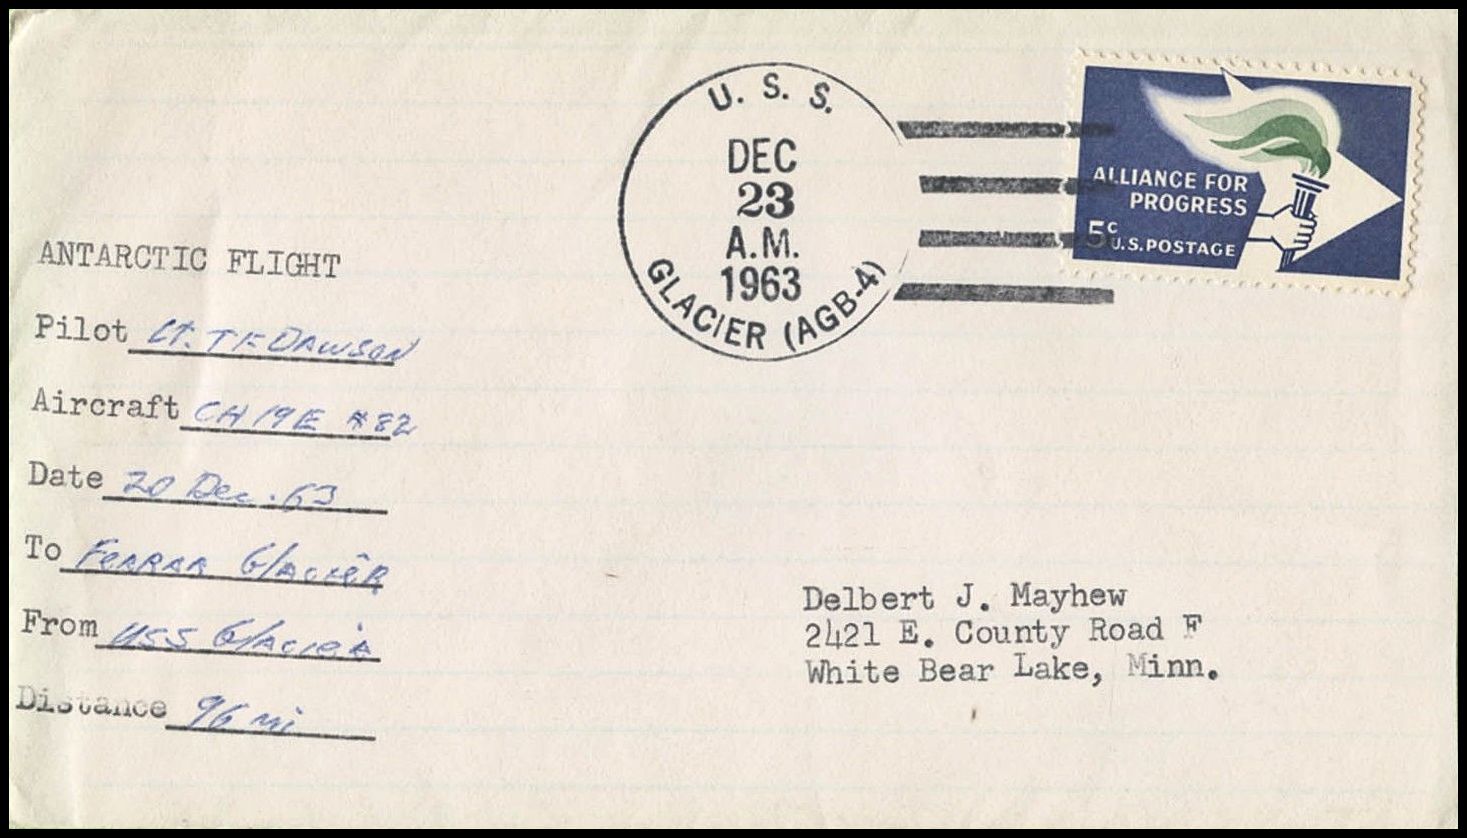 U. S. S.
DEC
23
A.M.
1963
GLACIER (AGB-4)
ALLIANCE FOR
PROGRESS
5c
U.S. POSTAGE
ANTARCTIC FLIGHT
Pilot Lt. T F DAWSON
Aircraft CH 19E #82
Date 20 Dec. 63
To FERRAR GlACIER
From USS GlACIER
Distance 96 mi
Delbert J. Mayhew
2421 E. County Road F
White Bear Lake, Minn.